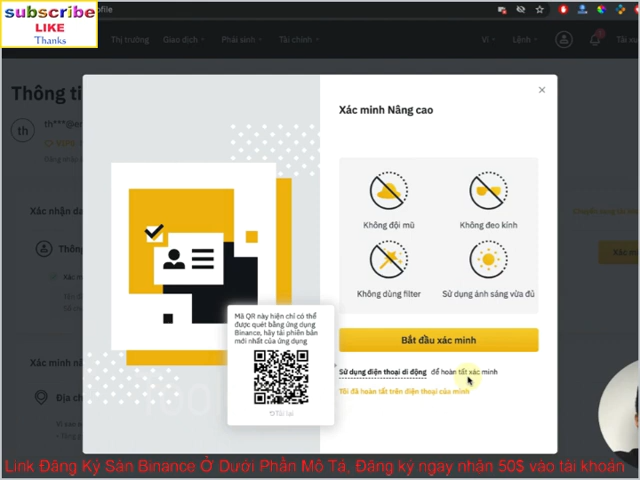 subscribe
LIKE
Thanks
ofile
Thị trường
Giao dịch
Phái sinh
Tài chính
Ví
Lệnh
Thông ti
th
th***@e
Xác nhận da
Thông
Xác minh n
Địa ch
Xác minh Nâng cao
Không đội mũ
Không đeo kính
Không dùng filter
Sử dụng ánh sáng vừa đủ
Mã QR này hiện chỉ có thể
được quét bằng ứng dụng
Binance, hãy tải phiên bản
mới nhất của ứng dụng
Tải lại
Bắt đầu xác minh
Sử dụng điện thoại di động để hoàn tất xác minh
Tôi đã hoàn tất trên điện thoại của mình
Link Đăng Ký Sàn Binance Ở Dưới Phần Mô Tả, Đăng ký ngay nhận 50$ vào tài khoản